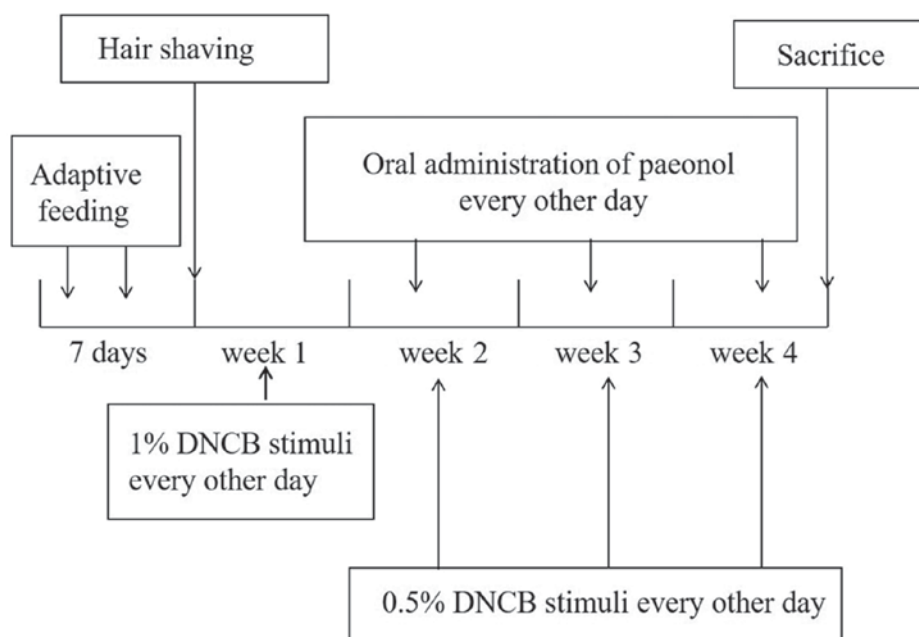 Hair shaving
Sacrifice
Adaptive
feeding
Oral administration of paeonol
every other day
7 days
week 1
week 2
week 3
week 4
1% DNCB stimuli
every other day
0.5% DNCB stimuli every other day